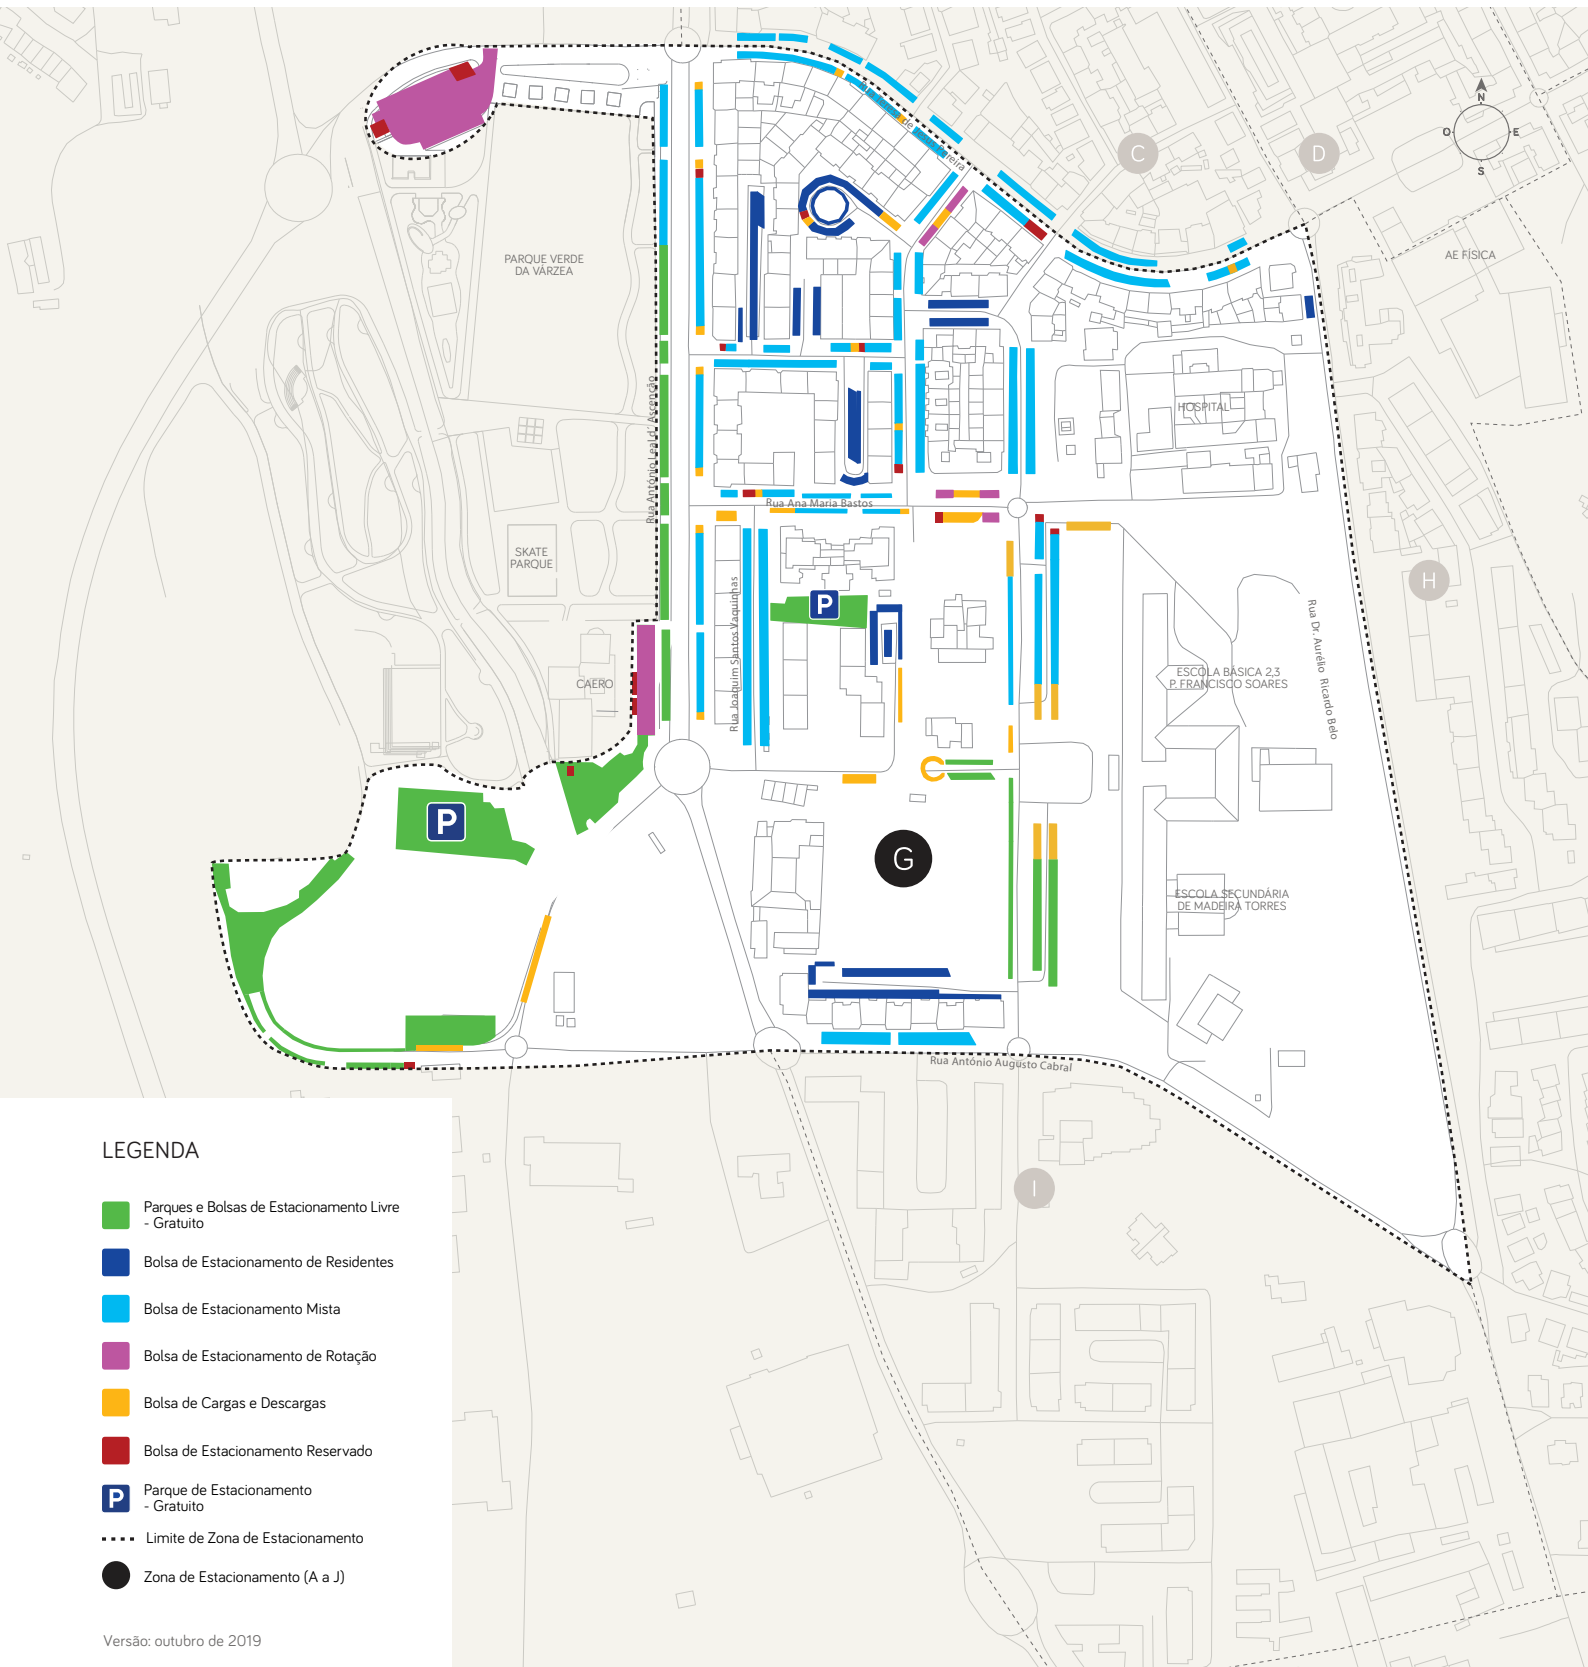 N
O
E
S
C
D
AE FÍSICA
PARQUE VERDE
DA VÁRZEA
HOSPITAL
Rua António Leal d' Ascenção
Rua Ana Maria Bastos
SKATE
PARQUE
H
P
Rua Joaquim Santos Vaquinhas
Rua Dr. Aurélio Ricardo Belo
CAERO
ESCOLA BÁSICA 2,3
P. FRANCISCO SOARES
P
G
ESCOLA SECUNDÁRIA
DE MADEIRA TORRES
Rua António Augusto Cabral
I
LEGENDA
Parques e Bolsas de Estacionamento Livre
- Gratuito
Bolsa de Estacionamento de Residentes
Bolsa de Estacionamento Mista
Bolsa de Estacionamento de Rotação
Bolsa de Cargas e Descargas
Bolsa de Estacionamento Reservado
P
Parque de Estacionamento
- Gratuito
Limite de Zona de Estacionamento
Zona de Estacionamento (A a J)
Versão: outubro de 2019